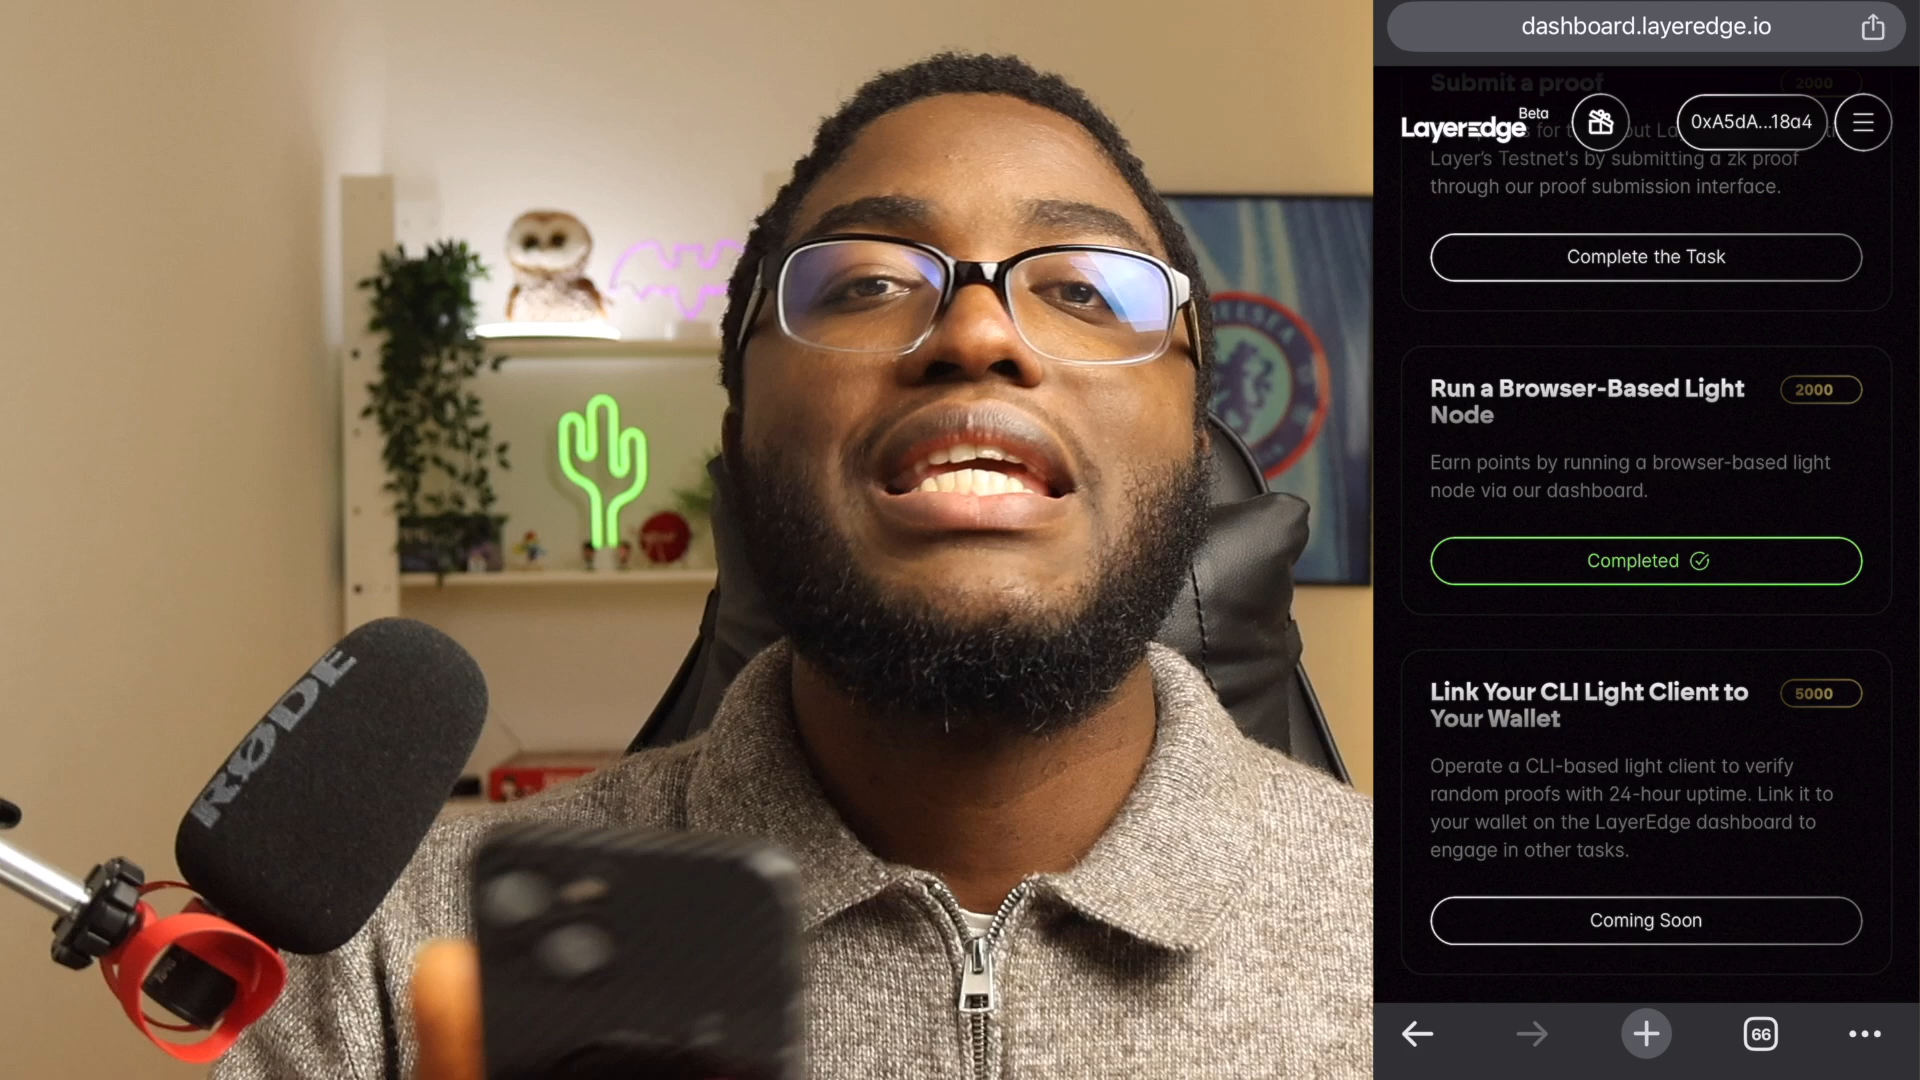 dashboard.layeredge.io
Submit a proof
2000
LayerEdge
Beta
0xA5dA...18a4
Layer's Testnet's by submitting a zk proof
through our proof submission interface.
Complete the Task
Run a Browser-Based Light
Node
2000
Earn points by running a browser-based light
node via our dashboard.
Completed
Link Your CLI Light Client to
Your Wallet
5000
Operate a CLI-based light client to verify
random proofs with 24-hour uptime. Link it to
your wallet on the LayerEdge dashboard to
engage in other tasks.
Coming Soon
66
RØDE
CHELSEA